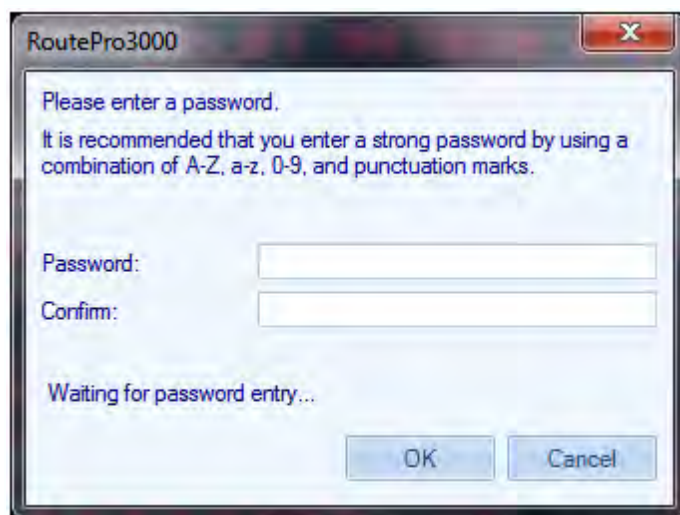 RoutePro3000
Please enter a password.
It is recommended that you enter a strong password by using a
combination of A-Z, a-z, 0-9, and punctuation marks.
Password:
Confirm:
Waiting for password entry...
OK Cancel